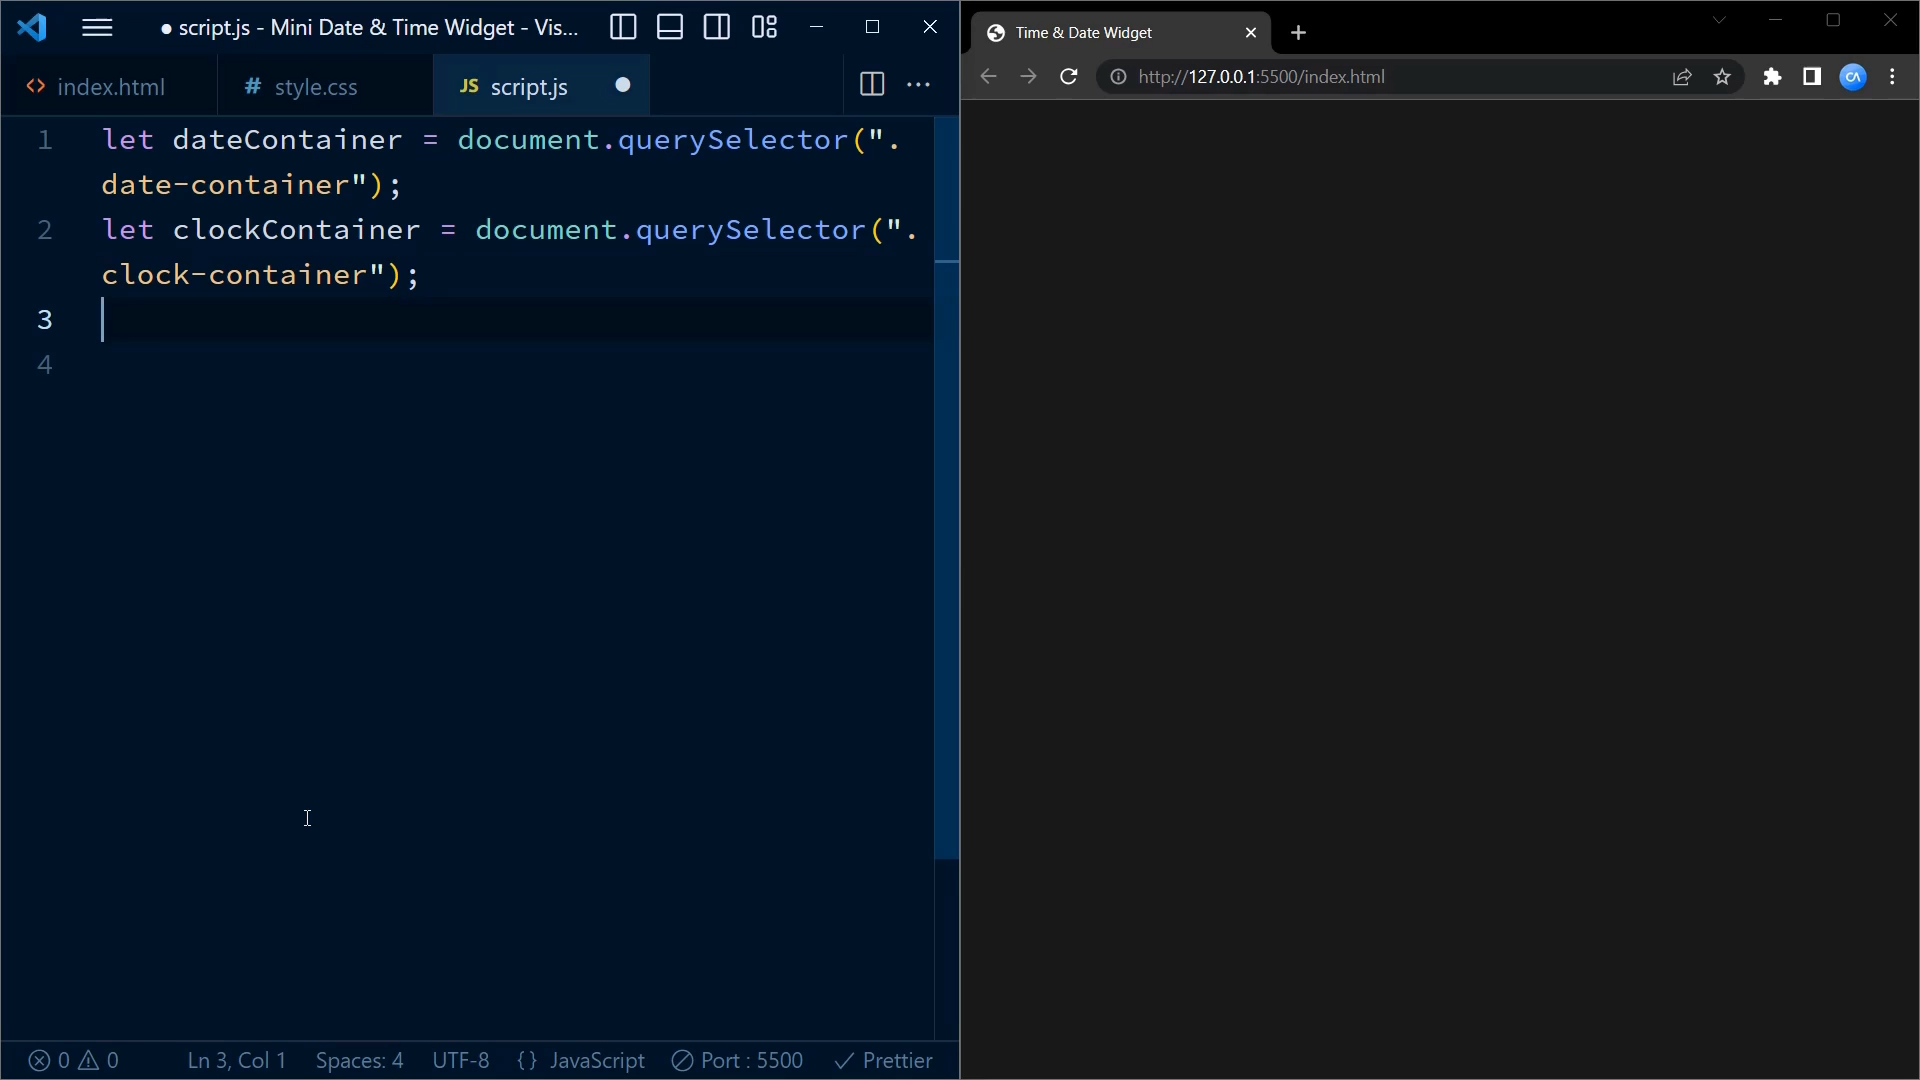 ● script.js - Mini Date & Time Widget - Vis...
index.html
# style.css
JS script.js ●
1 let dateContainer = document.querySelector(".
date-container");
2 let clockContainer = document.querySelector(".
clock-container");
3
4
0 0 Ln 3, Col 1 Spaces: 4 UTF-8 {} JavaScript Port : 5500 Prettier
Time & Date Widget
http://127.0.0.1:5500/index.html
CA